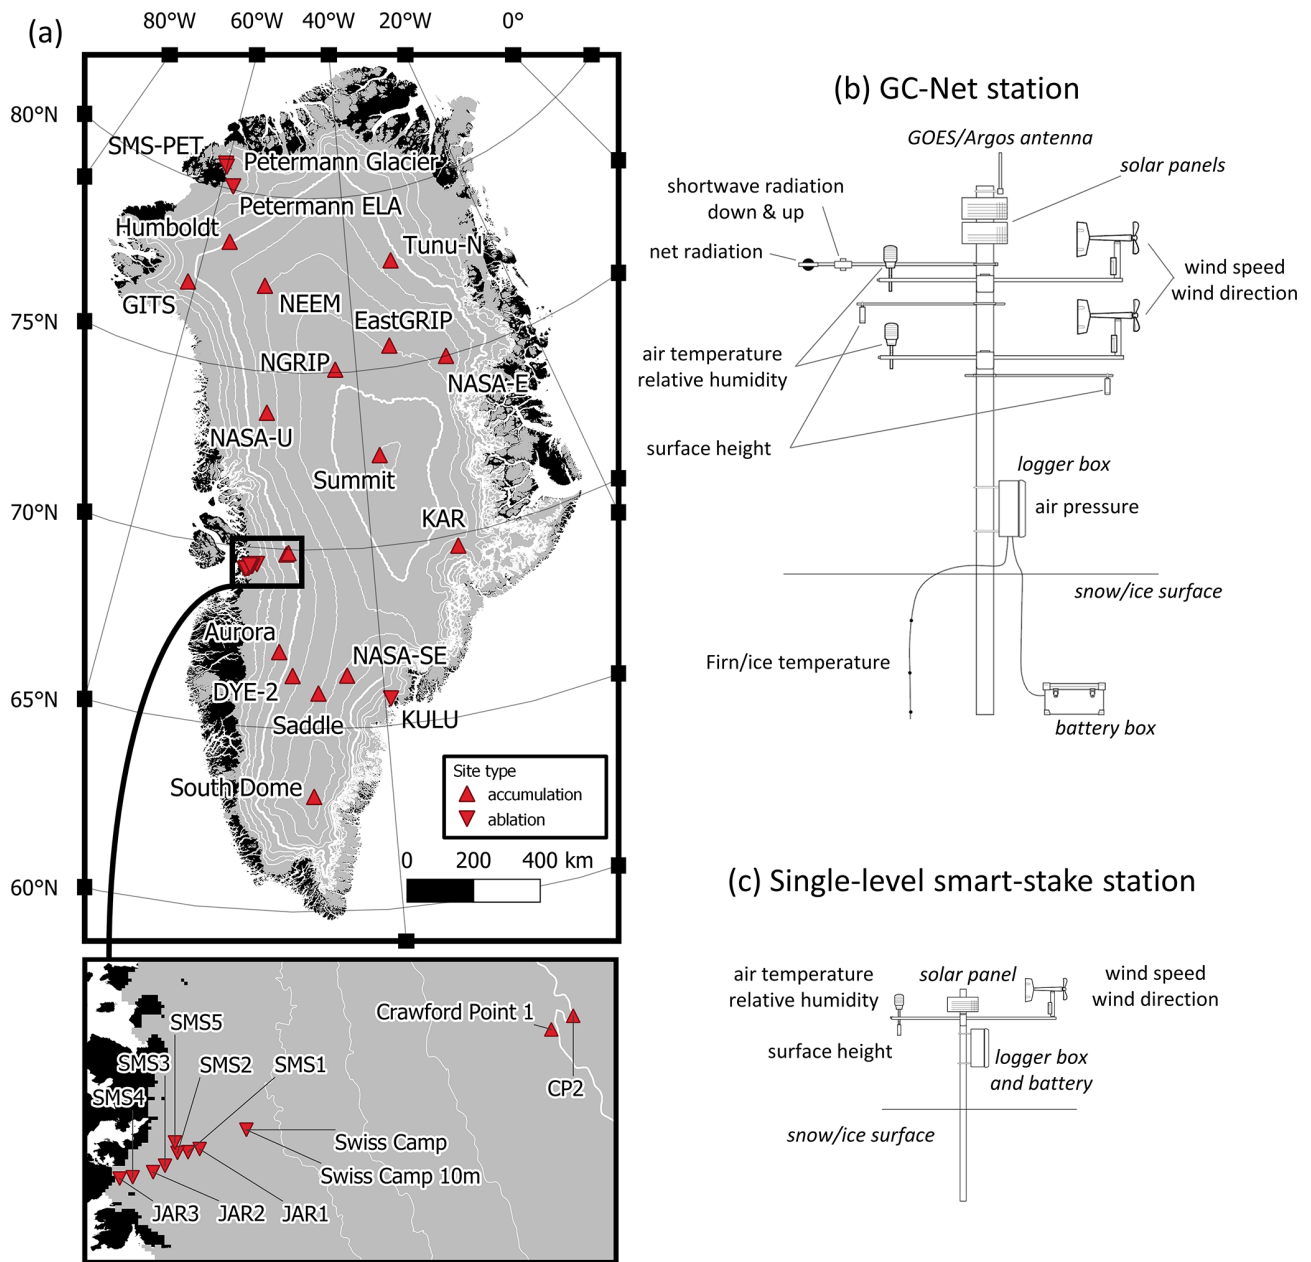 (a)
80°W
60°W
40°W
20°W
0°
80°N
75°N
70°N
65°N
60°N
SMS-PET
Petermann Glacier
Petermann ELA
Humboldt
Tunu-N
GITS
NEEM
EastGRIP
NGRIP
NASA-E
NASA-U
Summit
KAR
Aurora
NASA-SE
DYE-2
Saddle
KULU
South Dome
Site type
accumulation
ablation
0 200 400 km
Crawford Point 1
CP2
SMS5
SMS3
SMS2
SMS1
SMS4
Swiss Camp
Swiss Camp 10m
JAR3
JAR2
JAR1
(b) GC-Net station
GOES/Argos antenna
solar panels
shortwave radiation
down & up
net radiation
wind speed
wind direction
air temperature
relative humidity
surface height
logger box
air pressure
snow/ice surface
Firn/ice temperature
battery box
(c) Single-level smart-stake station
air temperature
relative humidity
solar panel
wind speed
wind direction
surface height
logger box
and battery
snow/ice surface